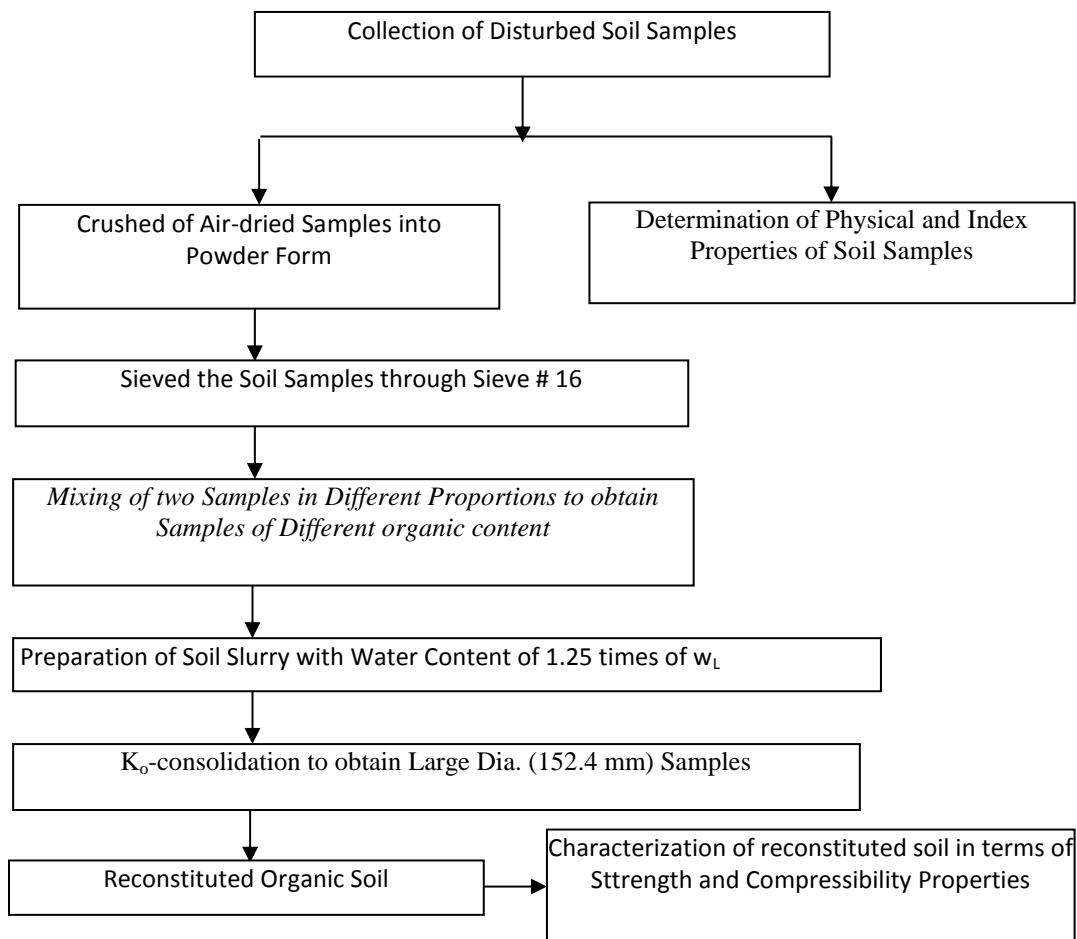 Collection of Disturbed Soil Samples
Crushed of Air-dried Samples into
Powder Form
Determination of Physical and Index
Properties of Soil Samples
Sieved the Soil Samples through Sieve # 16
Mixing of two Samples in Different Proportions to obtain
Samples of Different organic content
Preparation of Soil Slurry with Water Content of 1.25 times of wL
Ko-consolidation to obtain Large Dia. (152.4 mm) Samples
Reconstituted Organic Soil
Characterization of reconstituted soil in terms of
Sttrength and Compressibility Properties